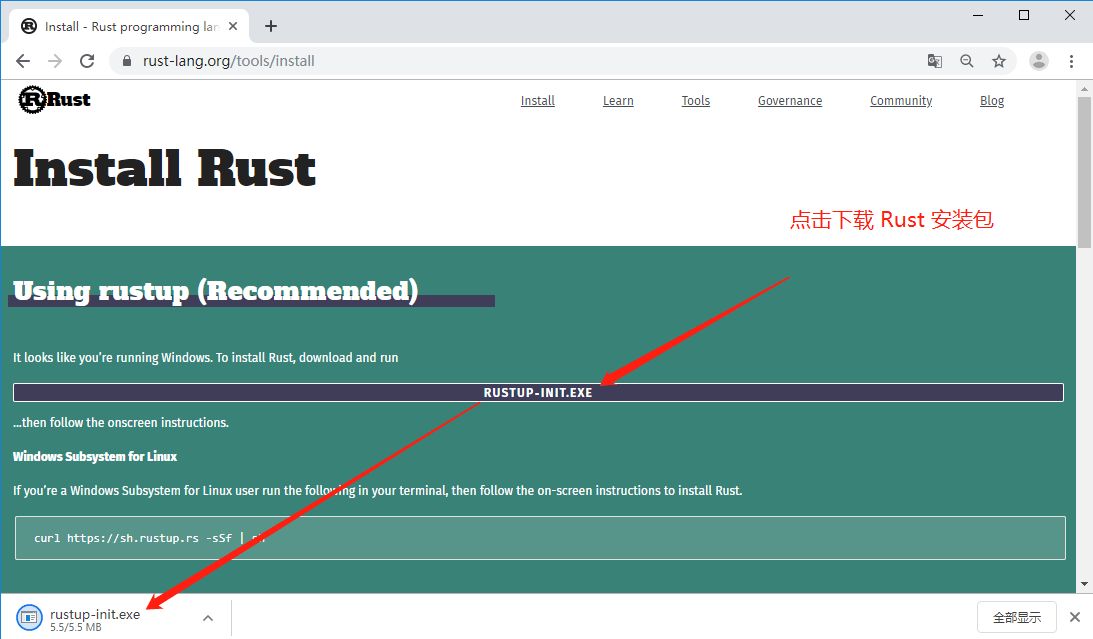 Install - Rust programming lan
rust-lang.org/tools/install
Rust
Install Learn Tools Governance Community Blog
Install Rust
点击下载 Rust 安装包
Using rustup (Recommended)
It looks like you're running Windows. To install Rust, download and run
RUSTUP-INIT.EXE
...then follow the onscreen instructions.
Windows Subsystem for Linux
If you're a Windows Subsystem for Linux user run the following in your terminal, then follow the on-screen instructions to install Rust.
curl https://sh.rustup.rs -sSf | sh
rustup-init.exe
5.5/5.5 MB
全部显示